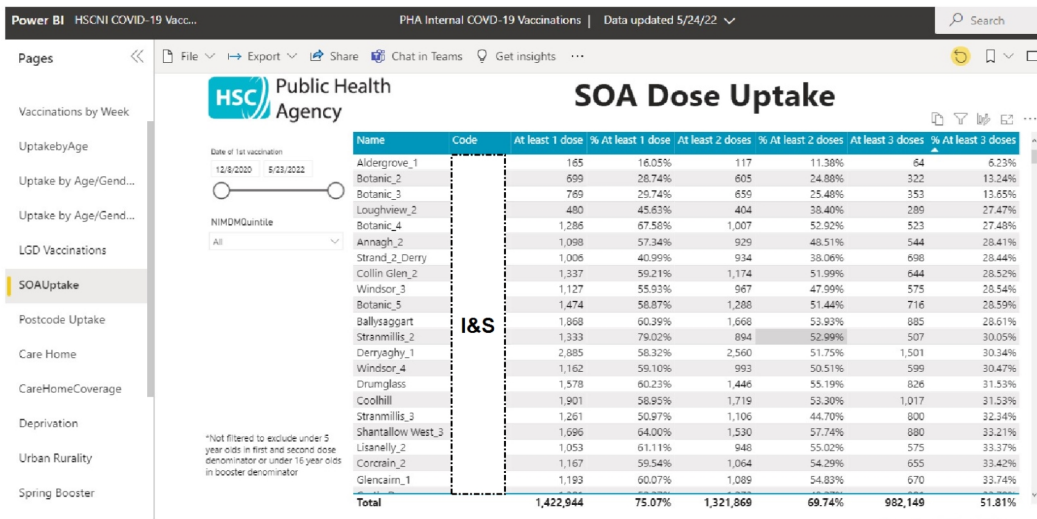 Power BI HSCNI COVID-19 Vacc...
PHA Internal COVD-19 Vaccinations | Data updated 5/24/22
Search
Pages
File Export Share Chat in Teams Get insights ...
Vaccinations by Week
UptakebyAge
Uptake by Age/Gend...
Uptake by Age/Gend...
LGD Vaccinations
SOAUptake
Postcode Uptake
Care Home
CareHomeCoverage
Deprivation
Urban Rurality
Spring Booster
HSC Public Health
Agency
SOA Dose Uptake
Date of 1st vaccination
12/8/2020 5/23/2022
NIMDMQuintile
All
*Not filtered to exclude under 5
year olds in first and second dose
denominator or under 16 year olds
in booster denominator
Name Code At least 1 dose % At least 1 dose At least 2 doses % At least 2 doses At least 3 doses % At least 3 doses
Aldergrove_1 165 16.05% 117 11.38% 64 6.23%
Botanic_2 699 28.74% 605 24.88% 322 13.24%
Botanic_3 769 29.74% 659 25.48% 353 13.65%
Loughview_2 480 45.63% 404 38.40% 289 27.47%
Botanic_4 1,286 67.58% 1,007 52.92% 523 27.48%
Annagh_2 1,098 57.34% 929 48.51% 544 28.41%
Strand_2_Derry 1,006 40.99% 934 38.06% 698 28.44%
Collin Glen_2 1,337 59.21% 1,174 51.99% 644 28.52%
Windsor_3 1,127 55.93% 967 47.99% 575 28.54%
Botanic_5 1,474 58.87% 1,288 51.44% 716 28.59%
Ballysaggart 1,868 60.39% 1,668 53.93% 885 28.61%
I&S
Stranmillis_2 1,333 79.02% 894 52.99% 507 30.05%
Derryaghy_1 2,885 58.32% 2,560 51.75% 1,501 30.34%
Windsor_4 1,162 59.10% 993 50.51% 599 30.47%
Drumglass 1,578 60.23% 1,446 55.19% 826 31.53%
Coolhill 1,901 58.95% 1,719 53.30% 1,017 31.53%
Stranmillis_3 1,261 50.97% 1,106 44.70% 800 32.34%
Shantallow West_3 1,696 64.00% 1,530 57.74% 880 33.21%
Lisanelly_2 1,053 61.11% 948 55.02% 575 33.37%
Corcrain_2 1,167 59.54% 1,064 54.29% 655 33.42%
Glencairn_1 1,193 60.07% 1,089 54.83% 670 33.74%
Total 1,422,944 75.07% 1,321,869 69.74% 982,149 51.81%